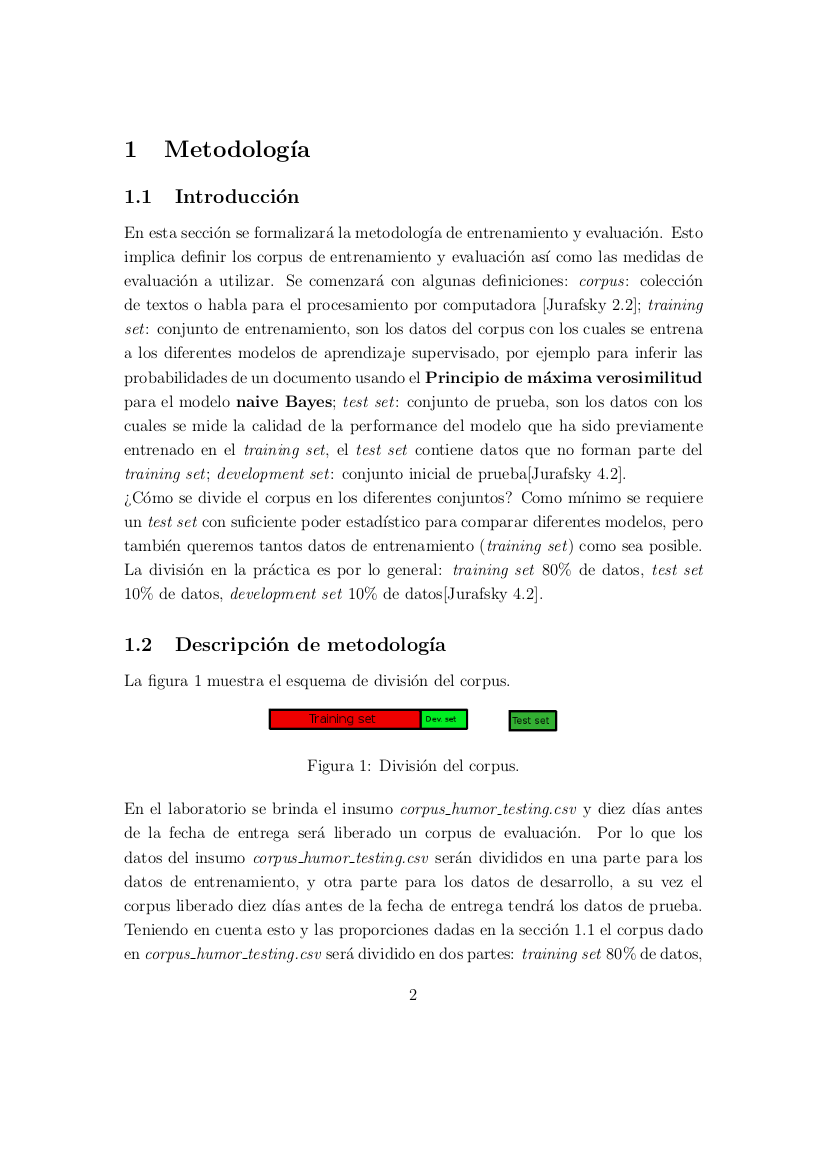 1 Metodología
1.1 Introducción
En esta sección se formalizará la metodología de entrenamiento y evaluación. Esto
implica definir los corpus de entrenamiento y evaluación así como las medidas de
evaluación a utilizar. Se comenzará con algunas definiciones: corpus: colección
de textos o habla para el procesamiento por computadora [Jurafsky 2.2]; training
set: conjunto de entrenamiento, son los datos del corpus con los cuales se entrena
a los diferentes modelos de aprendizaje supervisado, por ejemplo para inferir las
probabilidades de un documento usando el Principio de máxima verosimilitud
para el modelo naive Bayes; test set: conjunto de prueba, son los datos con los
cuales se mide la calidad de la performance del modelo que ha sido previamente
entrenado en el training set, el test set contiene datos que no forman parte del
training set; development set: conjunto inicial de prueba[Jurafsky 4.2].
¿Cómo se divide el corpus en los diferentes conjuntos? Como mínimo se requiere
un test set con suficiente poder estadístico para comparar diferentes modelos, pero
también queremos tantos datos de entrenamiento (training set) como sea posible.
La división en la práctica es por lo general: training set 80% de datos, test set
10% de datos, development set 10% de datos[Jurafsky 4.2].
1.2 Descripción de metodología
La figura 1 muestra el esquema de división del corpus.
Training set Dev. set Test set
Figura 1: División del corpus.
En el laboratorio se brinda el insumo corpus_humor_testing.csv y diez días antes
de la fecha de entrega será liberado un corpus de evaluación. Por lo que los
datos del insumo corpus_humor_testing.csv serán divididos en una parte para los
datos de entrenamiento, y otra parte para los datos de desarrollo, a su vez el
corpus liberado diez días antes de la fecha de entrega tendrá los datos de prueba.
Teniendo en cuenta esto y las proporciones dadas en la sección 1.1 el corpus dado
en corpus_humor_testing.csv será dividido en dos partes: training set 80% de datos,
2